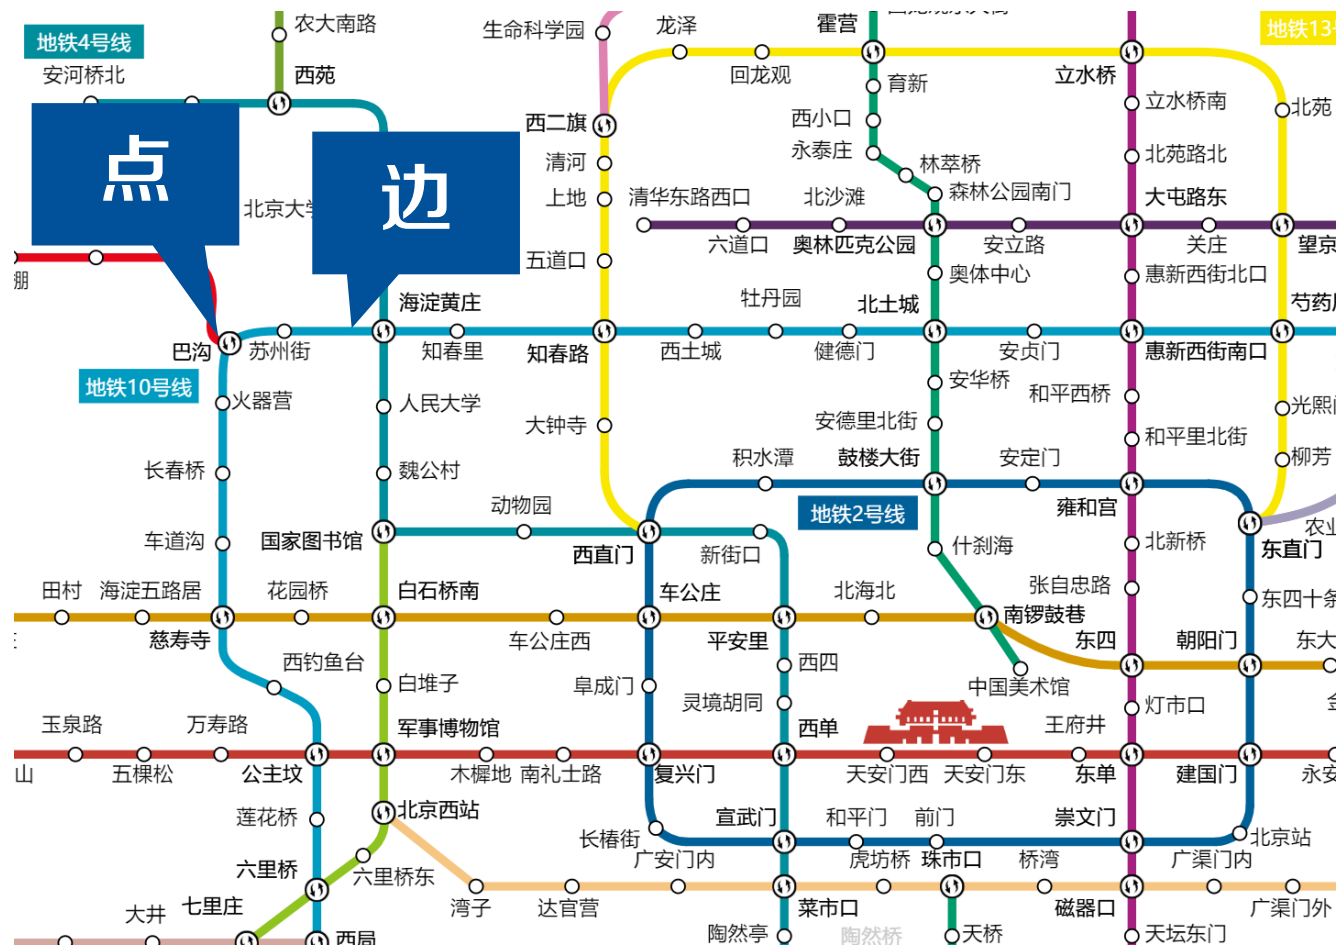 农大南路
生命科学园
龙泽
霍营
地铁13号
地铁4号线
安河桥北
西苑
回龙观
立水桥
育新
立水桥南
北苑
西二旗
西小口
永泰庄
林萃桥
北苑路北
点
边
清河
上地
清华东路西口
北沙滩
森林公园南门
大屯路东
北京大学
六道口
奥林匹克公园
安立路
关庄
望京
五道口
奥体中心
惠新西街北口
棚
海淀黄庄
牡丹园
北土城
芍药
巴沟
苏州街
知春里
知春路
西土城
健德门
安贞门
惠新西街南口
地铁10号线
火器营
人民大学
安华桥
和平西桥
光熙
大钟寺
安德里北街
和平里北街
长春桥
魏公村
积水潭
鼓楼大街
安定门
柳芳
动物园
地铁2号线
雍和宫
农业
车道沟
国家图书馆
西直门
新街口
什刹海
北新桥
东直门
田村
海淀五路居
花园桥
白石桥南
车公庄
北海北
张自忠路
东四十条
南锣鼓巷
慈寿寺
车公庄西
平安里
东四
朝阳门
东大
西钓鱼台
白堆子
阜成门
西四
中国美术馆
灵境胡同
灯市口
玉泉路
万寿路
军事博物馆
西单
王府井
山
五棵松
公主坟
木樨地
南礼士路
复兴门
天安门西
天安门东
东单
建国门
永安
莲花桥
北京西站
长椿街
宣武门
和平门
前门
崇文门
北京站
广安门内
虎坊桥
珠市口
桥湾
广渠门内
六里桥
六里桥东
七里庄
大井
湾子
达官营
菜市口
磁器口
广渠门外
西局
陶然亭
陶然桥
天桥
天坛东门